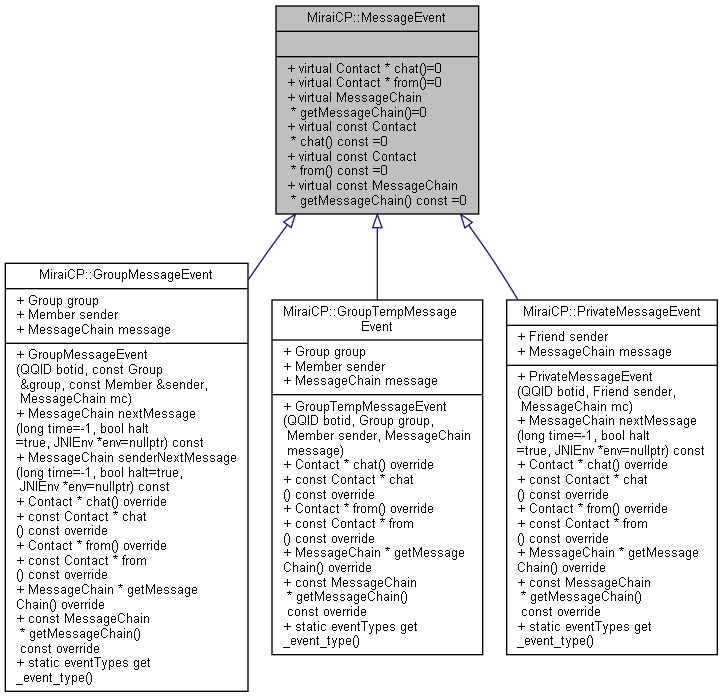 MiraiCP::MessageEvent
+ virtual Contact * chat()=0
+ virtual Contact * from()=0
+ virtual MessageChain
* getMessageChain()=0
+ virtual const Contact
* chat() const =0
+ virtual const Contact
* from() const =0
+ virtual const MessageChain
* getMessageChain() const =0
MiraiCP::GroupMessageEvent
+ Group group
+ Member sender
+ MessageChain message
+ GroupMessageEvent
(QQID botid, const Group
&group, const Member &sender,
MessageChain mc)
+ MessageChain nextMessage
(long time=-1, bool halt
=true, JNIEnv *env=nullptr) const
+ MessageChain senderNextMessage
(long time=-1, bool halt=true,
JNIEnv *env=nullptr) const
+ Contact * chat() override
+ const Contact * chat
() const override
+ Contact * from() override
+ const Contact * from
() const override
+ MessageChain * getMessage
Chain() override
+ const MessageChain
* getMessageChain()
const override
+ static eventTypes get
_event_type()
MiraiCP::GroupTempMessage
Event
+ Group group
+ Member sender
+ MessageChain message
+ GroupTempMessageEvent
(QQID botid, Group group,
Member sender, MessageChain
message)
+ Contact * chat() override
+ const Contact * chat
() const override
+ Contact * from() override
+ const Contact * from
() const override
+ MessageChain * getMessage
Chain() override
+ const MessageChain
* getMessageChain()
const override
+ static eventTypes get
_event_type()
MiraiCP::PrivateMessageEvent
+ Friend sender
+ MessageChain message
+ PrivateMessageEvent
(QQID botid, Friend sender,
MessageChain mc)
+ MessageChain nextMessage
(long time=-1, bool halt
=true, JNIEnv *env=nullptr) const
+ Contact * chat() override
+ const Contact * chat
() const override
+ Contact * from() override
+ const Contact * from
() const override
+ MessageChain * getMessage
Chain() override
+ const MessageChain
* getMessageChain()
const override
+ static eventTypes get
_event_type()